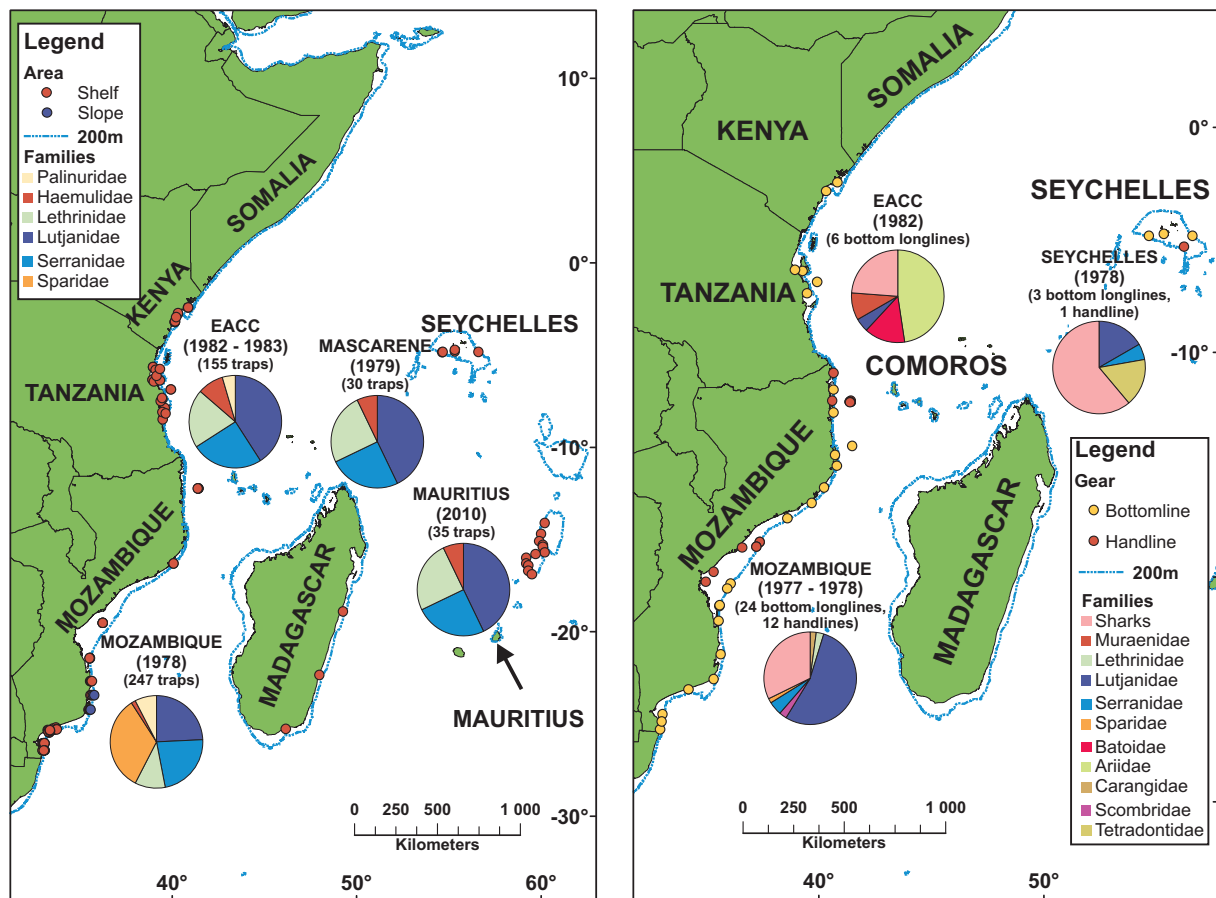 Legend
Area
Shelf
Slope
200m
Families
Palinuridae
Haemulidae
Lethrinidae
Lutjanidae
Serranidae
Sparidae
SOMALIA
KENYA
TANZANIA
MOZAMBIQUE
MADAGASCAR
SEYCHELLES
MAURITIUS
EACC
(1982 - 1983)
(155 traps)
MASCARENE
(1979)
(30 traps)
MAURITIUS
(2010)
(35 traps)
MOZAMBIQUE
(1978)
(247 traps)
10°
0°
-10°
-20°
-30°
0 250 500 1 000
Kilometers
40° 50° 60°
SOMALIA
KENYA
TANZANIA
COMOROS
MOZAMBIQUE
MADAGASCAR
SEYCHELLES
EACC
(1982)
(6 bottom longlines)
SEYCHELLES
(1978)
(3 bottom longlines,
1 handline)
MOZAMBIQUE
(1977 - 1978)
(24 bottom longlines,
12 handlines)
0°
-10°
Legend
Gear
Bottomline
Handline
200m
Families
Sharks
Muraenidae
Lethrinidae
Lutjanidae
Serranidae
Sparidae
Batoidae
Ariidae
Carangidae
Scombridae
Tetradontidae
0 250 500 1 000
Kilometers
40° 50°